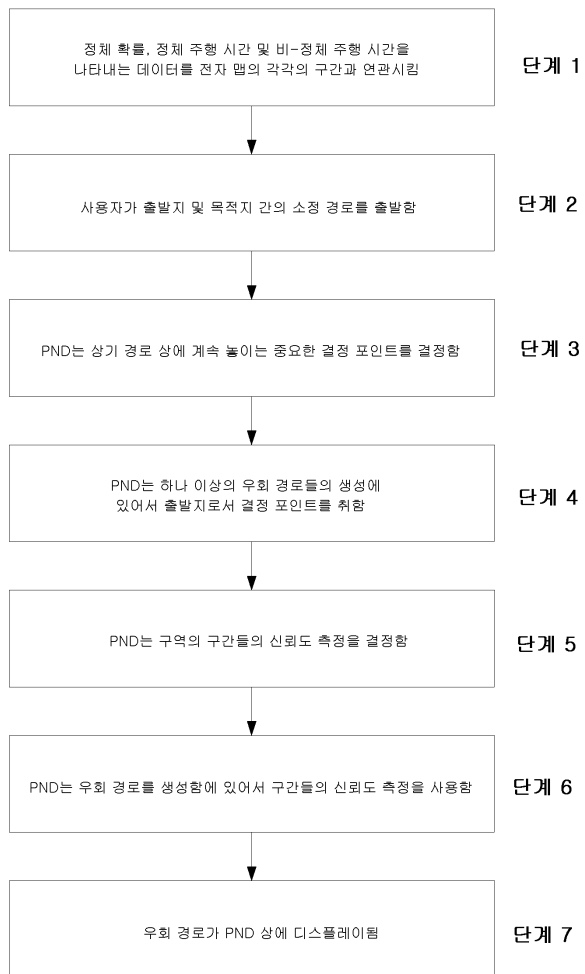 정체 확률, 정체 주행 시간 및 비-정체 주행 시간을
나타내는 데이터를 전자 맵의 각각의 구간과 연관시킴
단계 1
사용자가 출발지 및 목적지 간의 소정 경로를 출발함
단계 2
PND는 상기 경로 상에 계속 놓이는 중요한 결정 포인트를 결정함
단계 3
PND는 하나 이상의 우회 경로들의 생성에
있어서 출발지로서 결정 포인트를 취함
단계 4
PND는 구역의 구간들의 신뢰도 측정을 결정함
단계 5
PND는 우회 경로를 생성함에 있어서 구간들의 신뢰도 측정을 사용함
단계 6
우회 경로가 PND 상에 디스플레이됨
단계 7